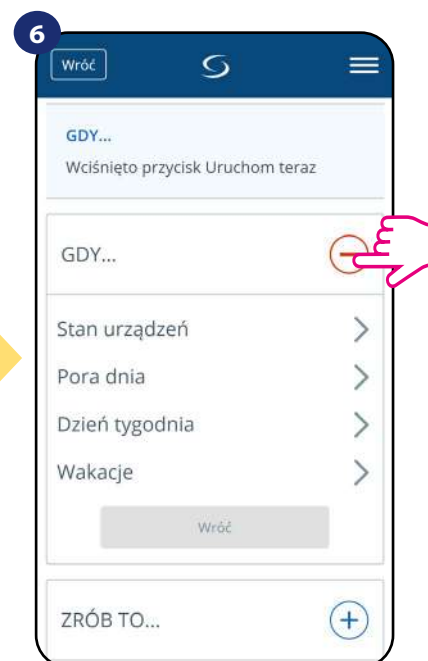 6
Wróć
GDY...
Wciśnięto przycisk Uruchom teraz
GDY...
Stan urządzeń
Pora dnia
Dzień tygodnia
Wakacje
Wróć
ZRÓB TO...